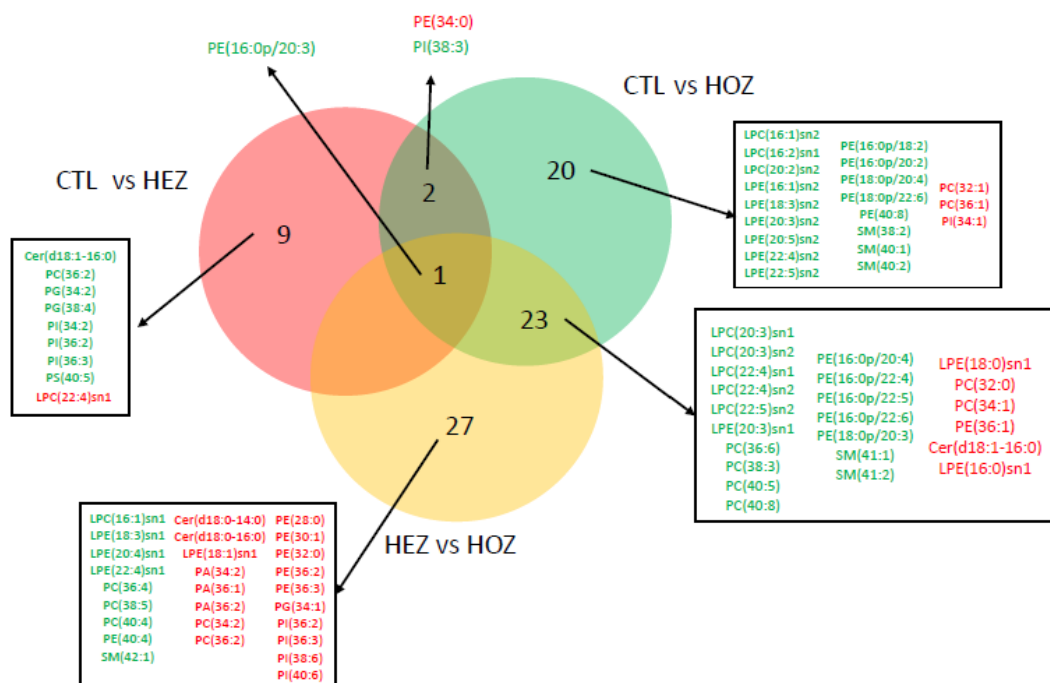 PE(34:0)
PI(38:3)
PE(16:0p/20:3)
CTL vs HOZ
CTL vs HEZ
2
20
9
1
23
27
HEZ vs HOZ
LPC(16:1)sn2
LPC(16:2)sn1
LPC(20:2)sn1
LPE(16:1)sn2
LPE(18:3)sn2
LPE(20:3)sn2
LPE(20:5)sn2
LPE(22:4)sn2
LPE(22:5)sn2
PE(16:0p/18:2)
PE(16:0p/20:2)
PE(18:0p/20:4)
PE(18:0p/22:6)
PE(40:8)
SM(38:2)
SM(40:1)
SM(40:2)
PC(32:1)
PC(36:1)
PI(34:1)
Cer(d18:1-16:0)
PC(36:2)
PG(34:2)
PG(38:4)
PI(34:2)
PI(36:2)
PI(36:3)
PS(40:5)
LPC(22:4)sn1
LPC(20:3)sn1
LPC(20:3)sn2
LPC(22:4)sn1
LPC(22:4)sn2
LPC(22:5)sn2
LPE(20:3)sn1
PC(36:6)
PC(38:3)
PC(40:5)
PC(40:8)
PE(16:0p/20:4)
PE(16:0p/22:4)
PE(16:0p/22:5)
PE(16:0p/22:6)
PE(18:0p/20:3)
SM(41:1)
SM(41:2)
LPE(18:0)sn1
PC(32:0)
PC(34:1)
PE(36:1)
Cer(d18:1-16:0)
LPE(16:0)sn1
LPC(16:1)sn1
LPE(18:3)sn1
LPE(20:4)sn1
LPE(22:4)sn1
PC(36:4)
PC(38:5)
PC(40:4)
PE(40:4)
SM(42:1)
Cer(d18:0-14:0)
Cer(d18:0-16:0)
LPE(18:1)sn1
PA(34:2)
PA(36:1)
PA(36:2)
PC(34:2)
PC(36:2)
PE(28:0)
PE(30:1)
PE(32:0)
PE(36:2)
PE(36:3)
PG(34:1)
PI(36:2)
PI(36:3)
PI(38:6)
PI(40:6)